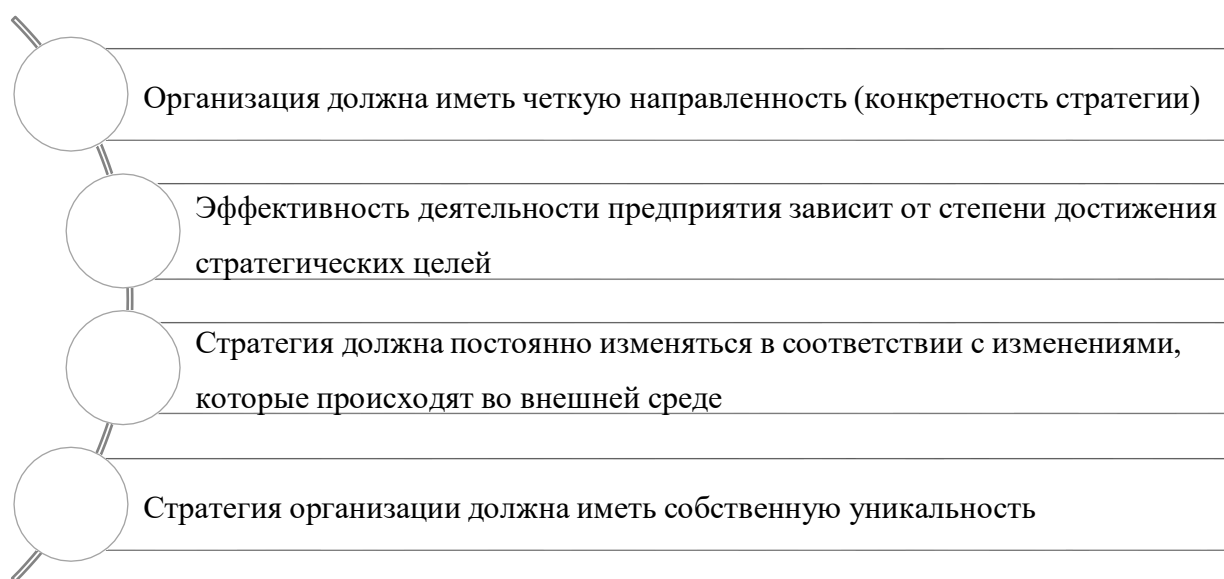 Организация должна иметь четкую направленность (конкретность стратегии)
Эффективность деятельности предприятия зависит от степени достижения
стратегических целей
Стратегия должна постоянно изменяться в соответствии с изменениями,
которые происходят во внешней среде
Стратегия организации должна иметь собственную уникальность